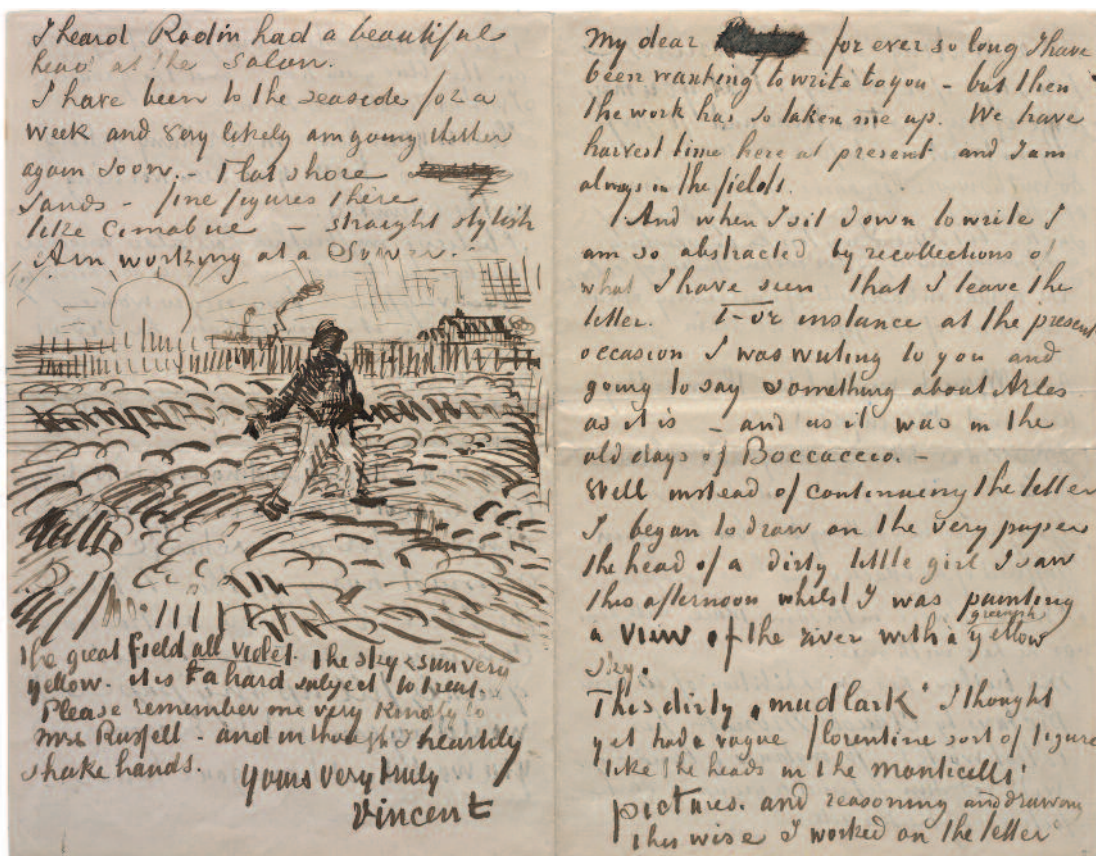 I heard Rodin had a beautiful
head at the Salon.
I have been to the seaside for a
week and very likely am going thither
again soon. - Flat shore
sands - fine figures there
like Cimabue - straight stylish
Am working at a Sower.
the great field all violet. the sky & sun very
yellow. it is a hard subject to treat.
Please remember me very kindly to
Mrs Russell - and in thought I heartily
shake hands.
Yours very truly
Vincent
My dear for ever so long I have
been wanting to write to you - but then
the work has so taken me up. We have
harvest time here at present and I am
always in the fields.
And when I sit down to write I
am so abstracted by recollections of
what I have seen that I leave the
letter. For instance at the present
occasion I was writing to you and
going to say something about Arles
as it is - and as it was in the
old days of Boccaccio.
Well instead of continuing the letter
I began to draw on the very paper
the head of a dirty little girl I saw
this afternoon whilst I was painting
a view of the river with a greenish yellow
sky.
This dirty „mudlark" I thought
yet had a vague florentine sort of figure
like the heads in the monticelli
pictures. and reasoning and drawing
this wise I worked on the letter